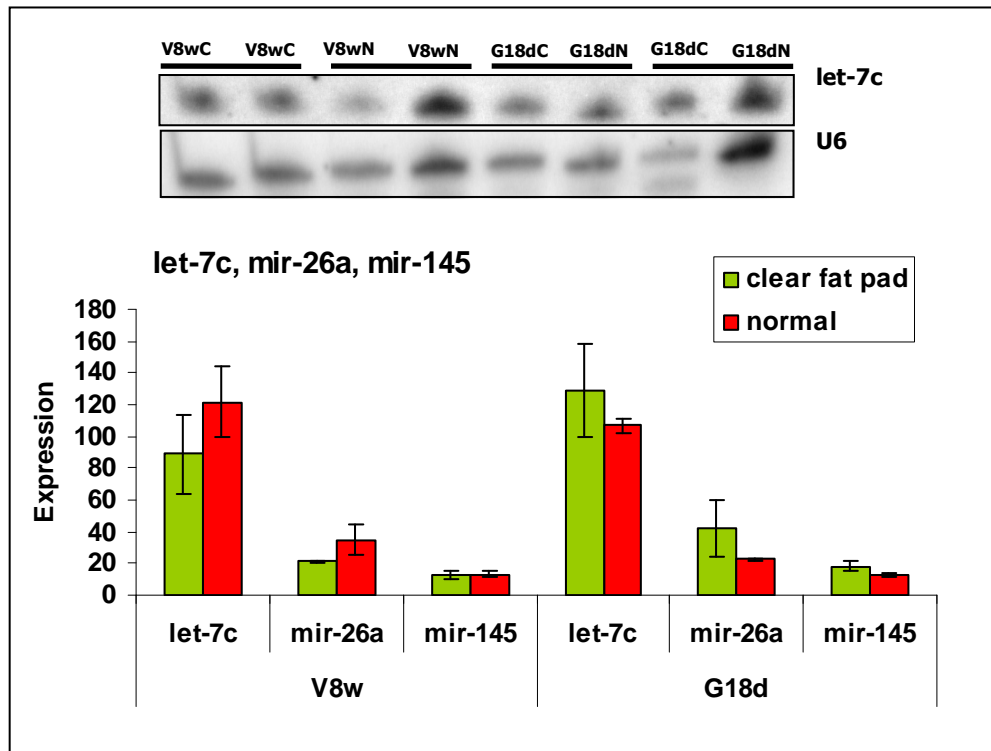 V8wC V8wC V8wN V8wN G18dC G18dN G18dC G18dN
let-7c
U6
let-7c, mir-26a, mir-145
clear fat pad
normal
Expression
180
160
140
120
100
80
60
40
20
0
let-7c mir-26a mir-145 let-7c mir-26a mir-145
V8w G18d